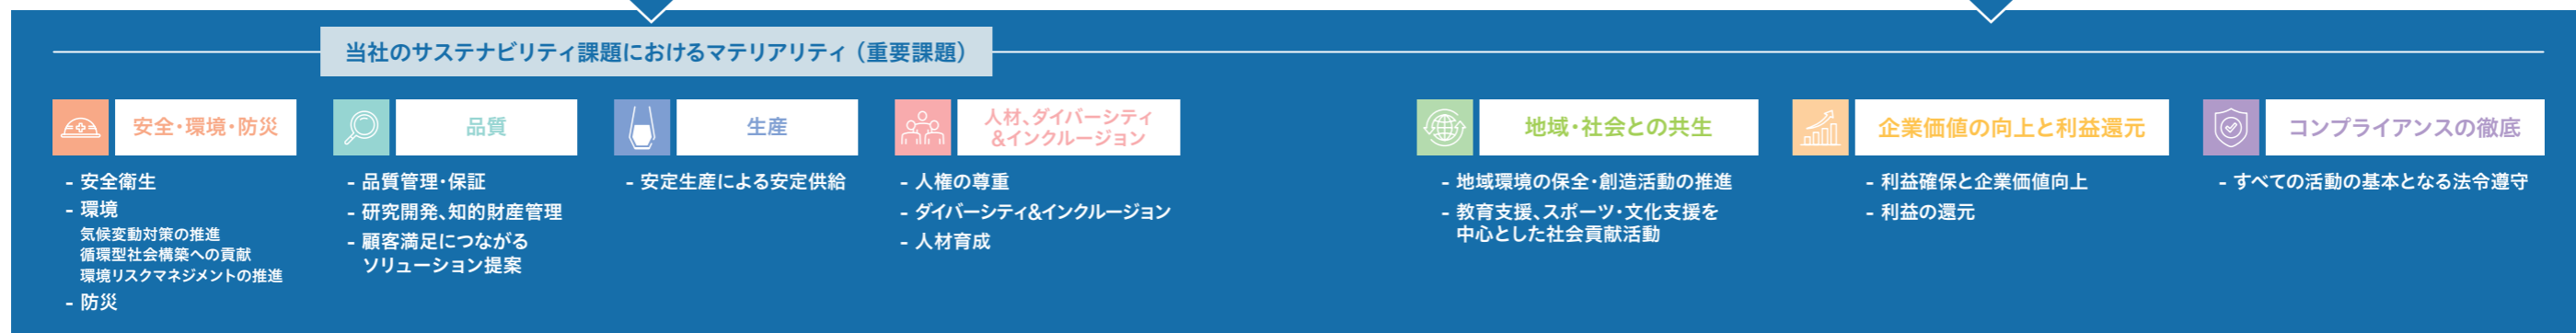 当社のサステナビリティ課題におけるマテリアリティ（重要課題）
安全・環境・防災
- 安全衛生
- 環境
気候変動対策の推進
循環型社会構築への貢献
環境リスクマネジメントの推進
- 防災
品質
- 品質管理・保証
- 研究開発、知的財産管理
- 顧客満足につながる
ソリューション提案
生産
- 安定生産による安定供給
人材、ダイバーシティ
&インクルージョン
- 人権の尊重
- ダイバーシティ&インクルージョン
- 人材育成
地域・社会との共生
- 地域環境の保全・創造活動の推進
- 教育支援、スポーツ・文化支援を
中心とした社会貢献活動
企業価値の向上と利益還元
- 利益確保と企業価値向上
- 利益の還元
コンプライアンスの徹底
- すべての活動の基本となる法令遵守